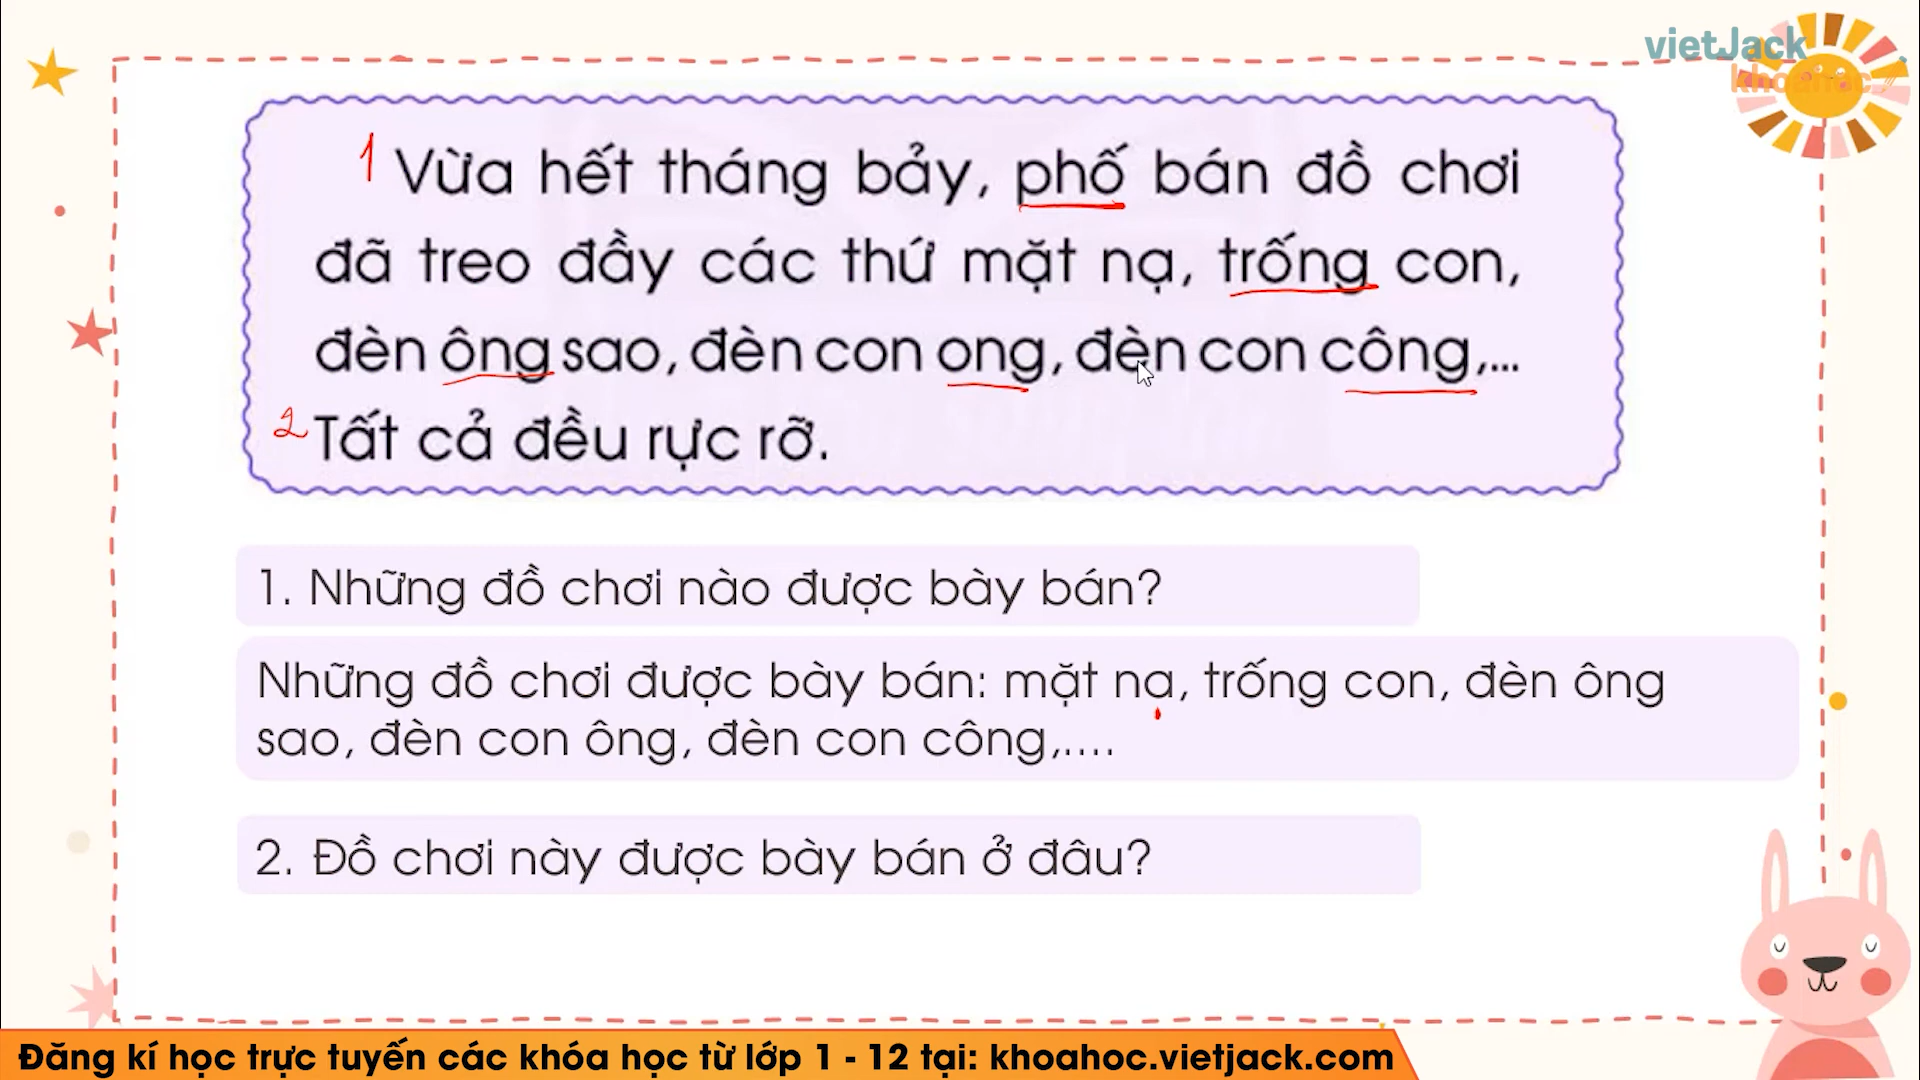 vietJack
khoahoc
1 Vừa hết tháng bảy, phố bán đồ chơi
đã treo đầy các thứ mặt nạ, trống con,
đèn ông sao, đèn con ong, đèn con công,...
2 Tất cả đều rực rỡ.
1. Những đồ chơi nào được bày bán?
Những đồ chơi được bày bán: mặt nạ, trống con, đèn ông
sao, đèn con ông, đèn con công,....
2. Đồ chơi này được bày bán ở đâu?
Đăng kí học trực tuyến các khóa học từ lớp 1 - 12 tại: khoahoc.vietjack.com